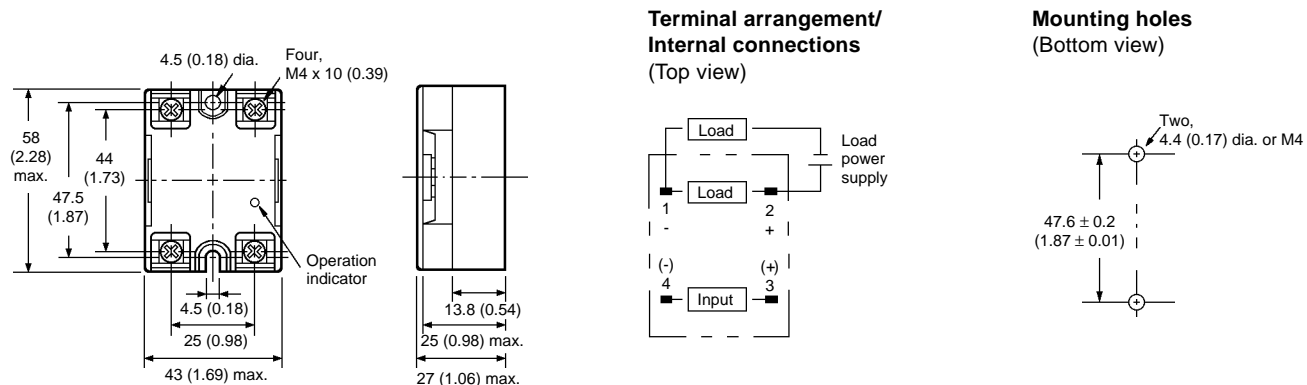 Terminal arrangement/
Internal connections
(Top view)
Mounting holes
(Bottom view)
4.5 (0.18) dia.
Four,
M4 x 10 (0.39)
58
(2.28)
max.
44
(1.73)
47.5
(1.87)
Operation
indicator
4.5 (0.18)
25 (0.98)
43 (1.69) max.
13.8 (0.54)
25 (0.98) max.
27 (1.06) max.
Load
Load
power
supply
Load
1
2
-
+
(-)
(+)
4
3
Input
Two,
4.4 (0.17) dia. or M4
47.6 ± 0.2
(1.87 ± 0.01)